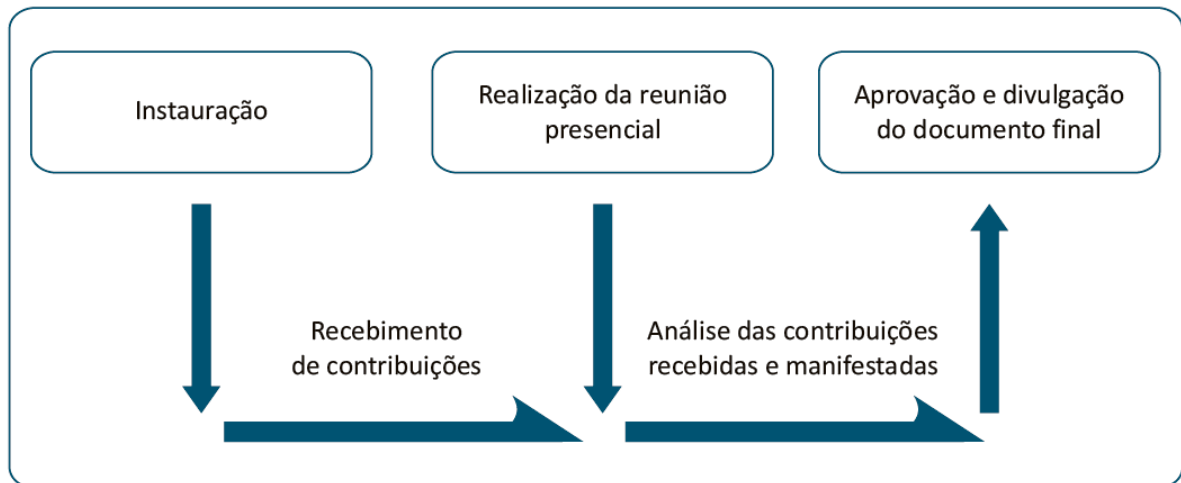 Instauração
Realização da reunião
presencial
Aprovação e divulgação
do documento final
Recebimento
de contribuições
Análise das contribuições
recebidas e manifestadas